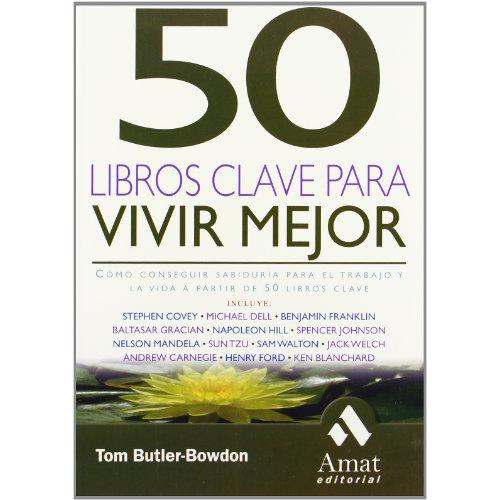 50
LIBROS CLAVE PARA
VIVIR MEJOR
CÓMO CONSEGUIR SABIDURÍA PARA EL TRABAJO Y
LA VIDA A PARTIR DE 50 LIBROS CLAVE
INCLUYE:
STEPHEN COVEY • MICHAEL DELL • BENJAMIN FRANKLIN
BALTASAR GRACIAN • NAPOLEON HILL • SPENCER JOHNSON
NELSON MANDELA • SUN TZU • SAM WALTON • JACK WELCH
ANDREW CARNEGIE • HENRY FORD • KEN BLANCHARD
Tom Butler-Bowdon
Amat
editorial